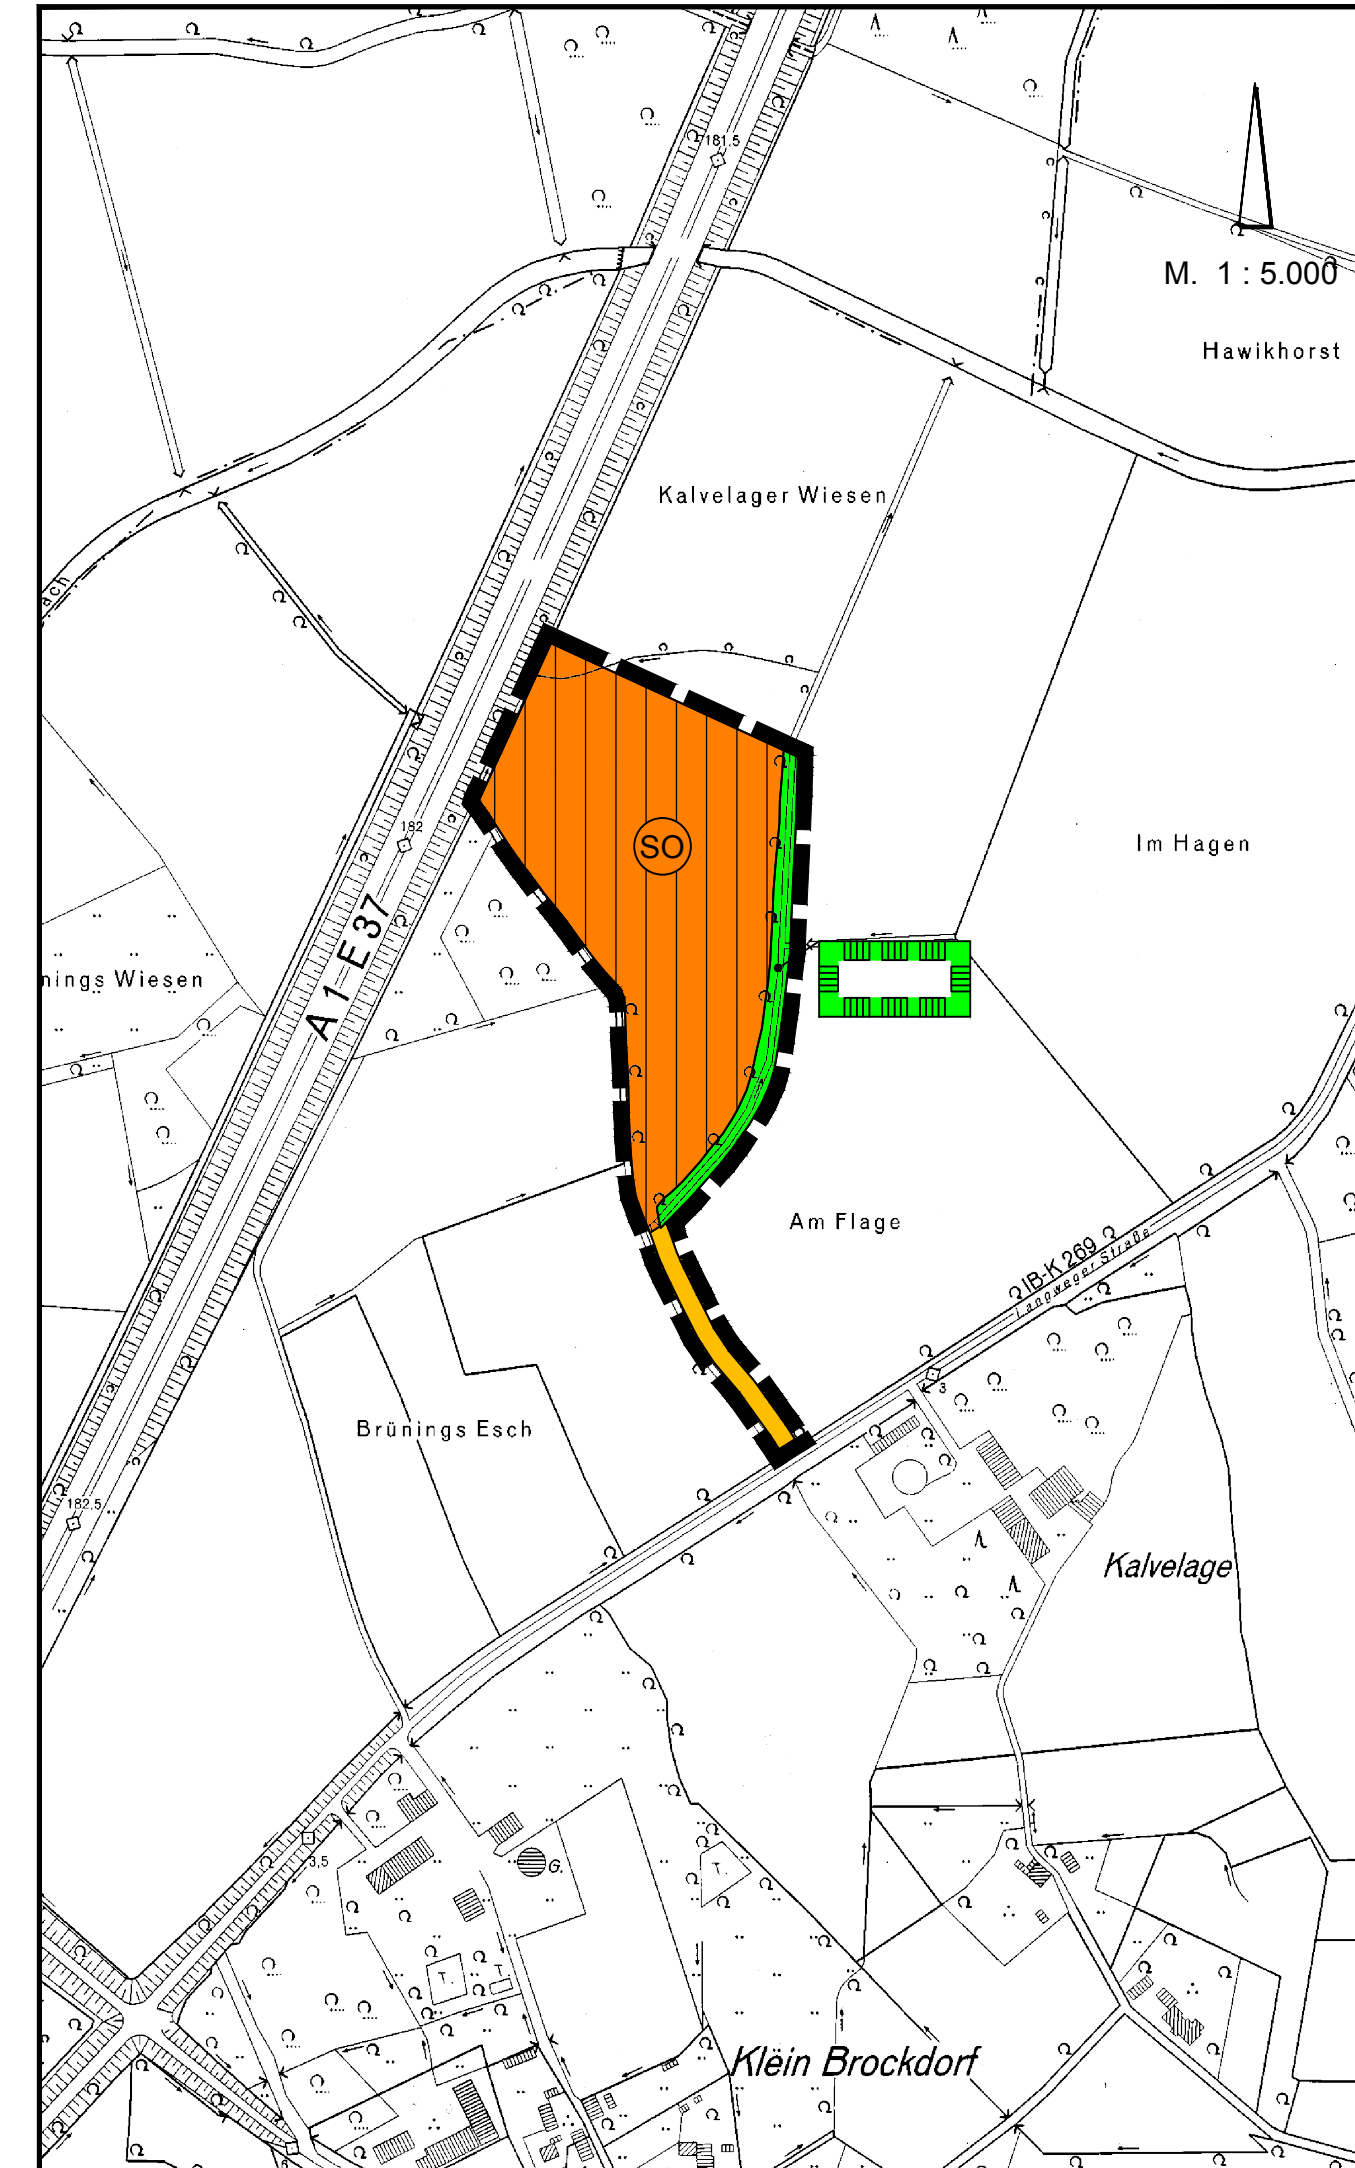 181,5
M. 1 : 5.000
Hawikhorst
Kalvelager Wiesen
ach
182
SO
Im Hagen
A 1 E 37
nings Wiesen
Am Flage
IB-K 269
Langweger Straße
3
Brünings Esch
182,5
Kalvelage
3,5
G.
T.
T.
T.
Klein Brockdorf